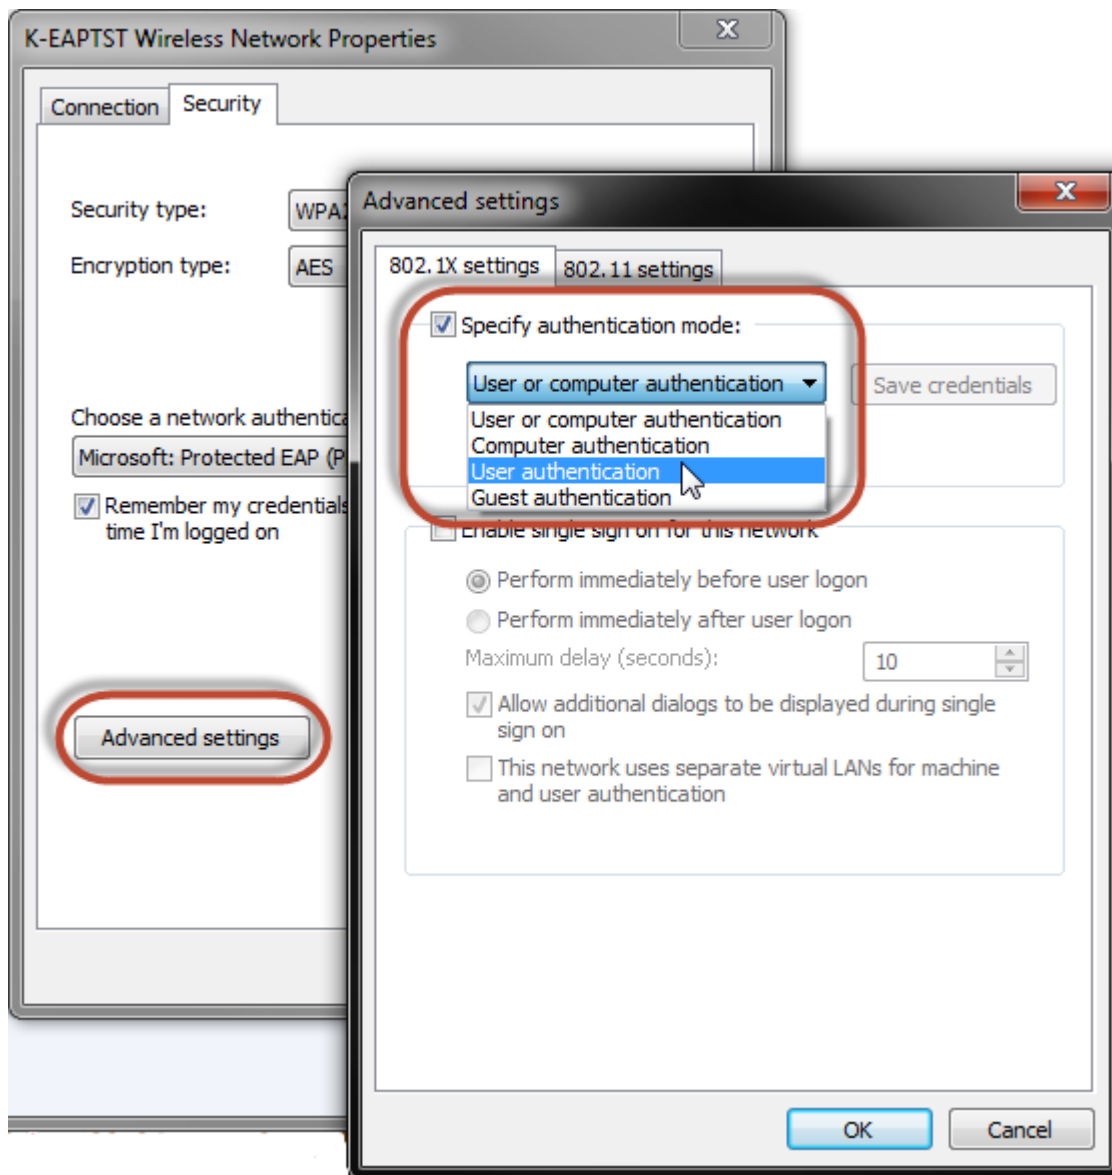 K-EAPTST Wireless Network Properties
Connection
Security
Security type:
Encryption type:
AES
Choose a network
Microsoft: Protected EAP
Remember my credentials
time I'm logged on
Advanced settings
Advanced settings
802.1X settings
802.11 settings
Specify authentication mode:
User or computer authentication
Save credentials
User or computer authentication
Computer authentication
User authentication
Guest authentication
Enable single sign on for this network
Perform immediately before user logon
Perform immediately after user logon
Maximum delay (seconds):
10
Allow additional dialogs to be displayed during single
sign on
This network uses separate virtual LANs for machine
and user authentication
OK
Cancel